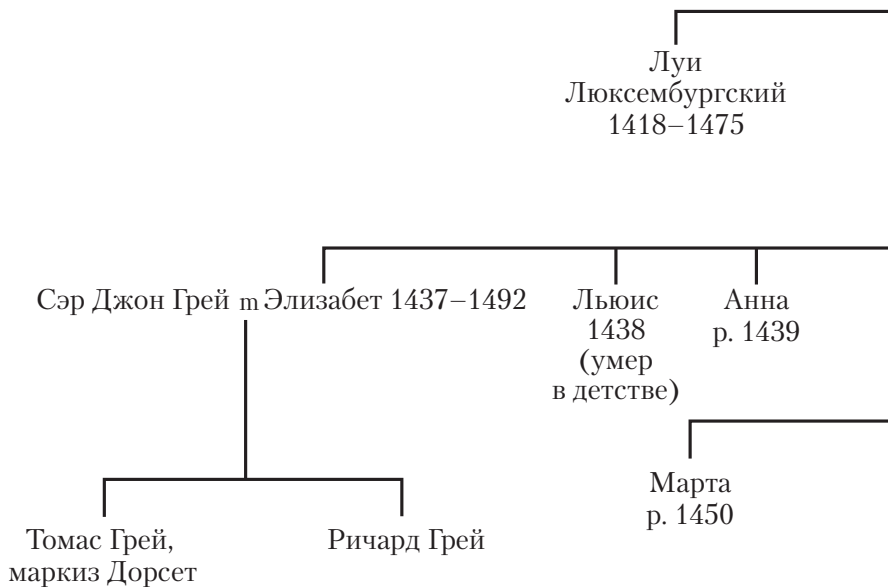 Луи
Люксембургский
1418–1475
Сэр Джон Грей m Элизабет 1437–1492
Льюис
1438
(умер
в детстве)
Анна
р. 1439
Марта
р. 1450
Томас Грей,
маркиз Дорсет
Ричард Грей